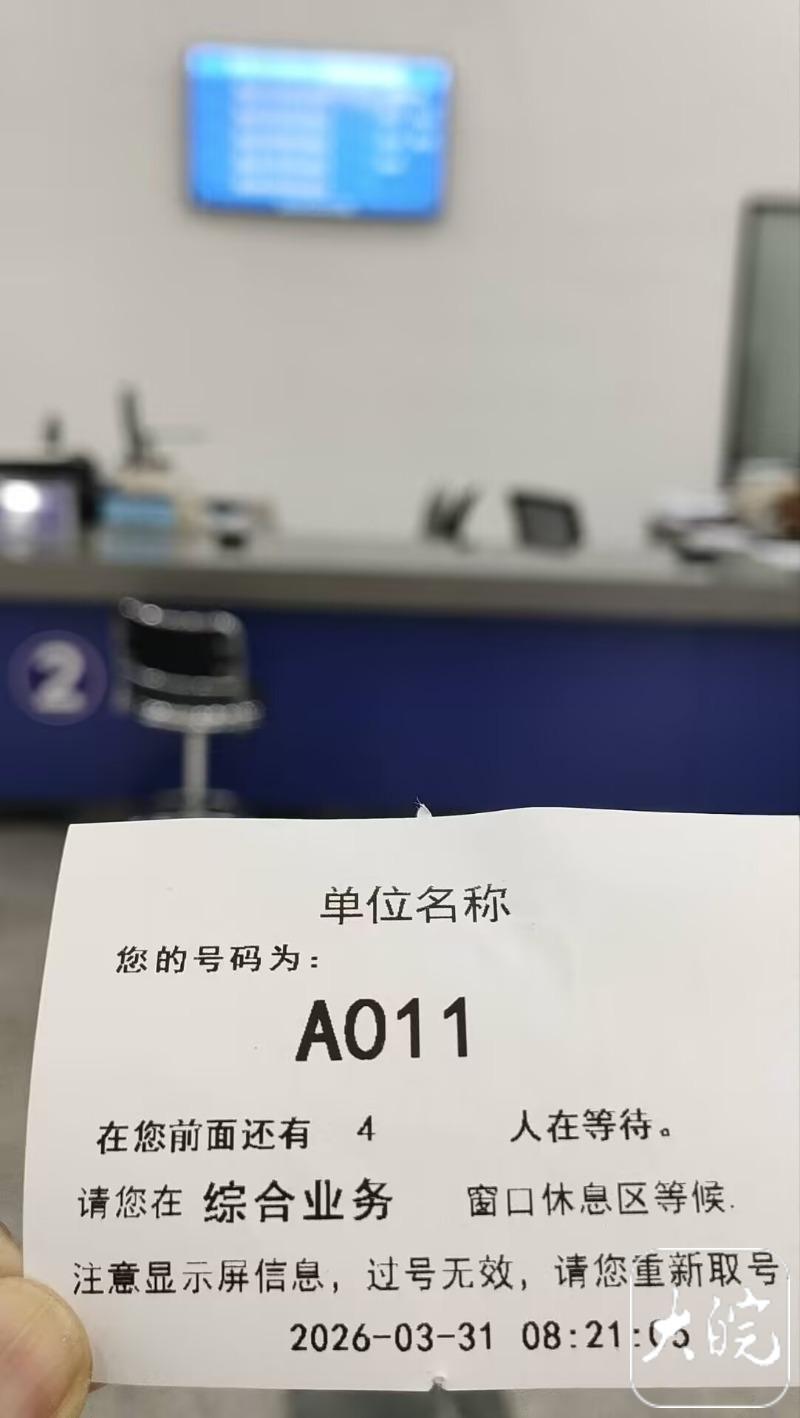 2
单位名称
您的号码为:
A011
在您前面还有 4 人在等待。
请您在 综合业务 窗口休息区等候.
注意显示屏信息，过号无效，请您重新取号
2026-03-31 08:21:03
大皖